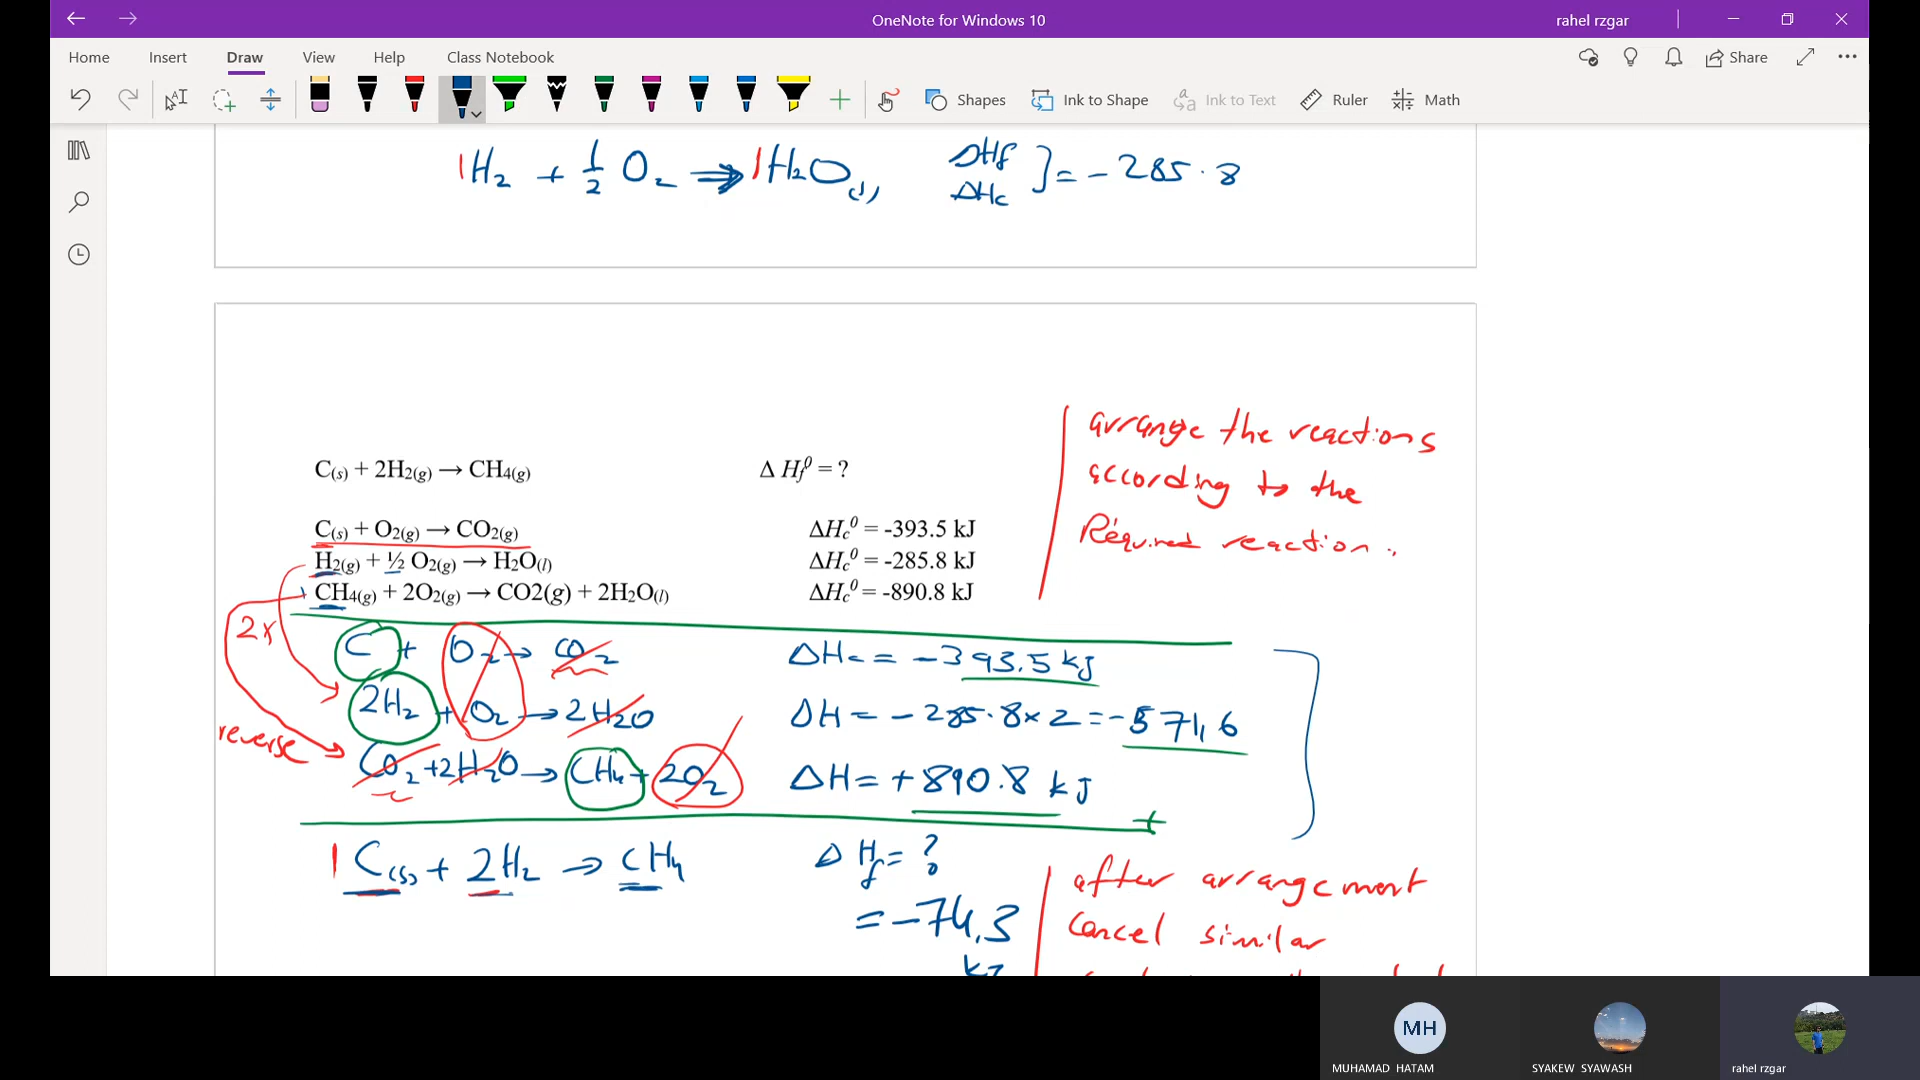 OneNote for Windows 10
rahel rzgar
Home Insert Draw View Help Class Notebook Share
Shapes Ink to Shape Ink to Text Ruler Math
1H2 + 1/2 O2 → 1H2O(l) ΔHf ΔHc ] = -285.8
C(s) + 2H2(g) → CH4(g) Δ Hf⁰ = ?
C(s) + O2(g) → CO2(g) ΔHc⁰ = -393.5 kJ
H2(g) + ½ O2(g) → H2O(l) ΔHc⁰ = -285.8 kJ
CH4(g) + 2O2(g) → CO2(g) + 2H2O(l) ΔHc⁰ = -890.8 kJ
arrange the reactions
according to the
Required reaction.
2x
C + O2 → CO2 ΔHc = -393.5 kJ
2H2 + O2 → 2H2O ΔH = -285.8×2 = -571,6
reverse
CO2 + 2H2O → CH4 + 2O2 ΔH = +890.8 kJ
+
1 C(s) + 2H2 → CH4 Δ Hf = ?
= -74,3
kJ
after arrangement
Cancel similar
MH
MUHAMAD HATAM
SYAKEW SYAWASH
rahel rzgar